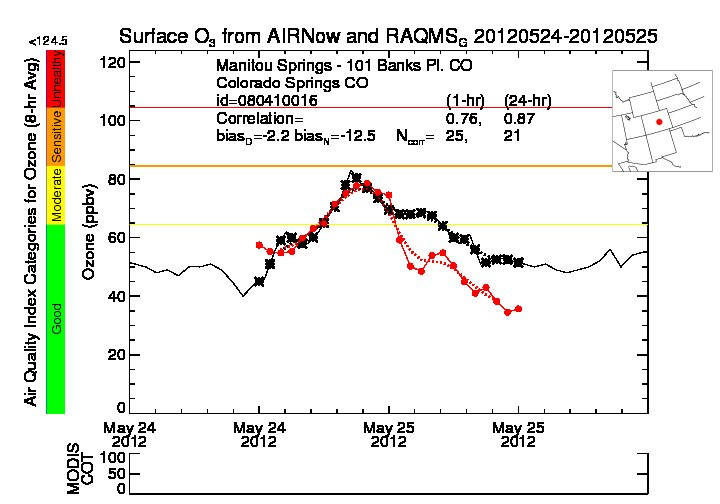 Surface O3 from AIRNow and RAQMSG 20120524-20120525
<124.5
Air Quality Index Categories for Ozone (8-hr Avg)
Good
Moderate
Sensitive
Unhealthy
Ozone (ppbv)
120
100
80
60
40
20
0
Manitou Springs - 101 Banks Pl. CO
Colorado Springs CO
id=080410016 (1-hr) (24-hr)
Correlation= 0.76, 0.87
biasD=-2.2 biasN=-12.5 Ncorr= 25, 21
May 24 May 24 May 25 May 25
2012 2012 2012 2012
MODIS
COT
100
50
0